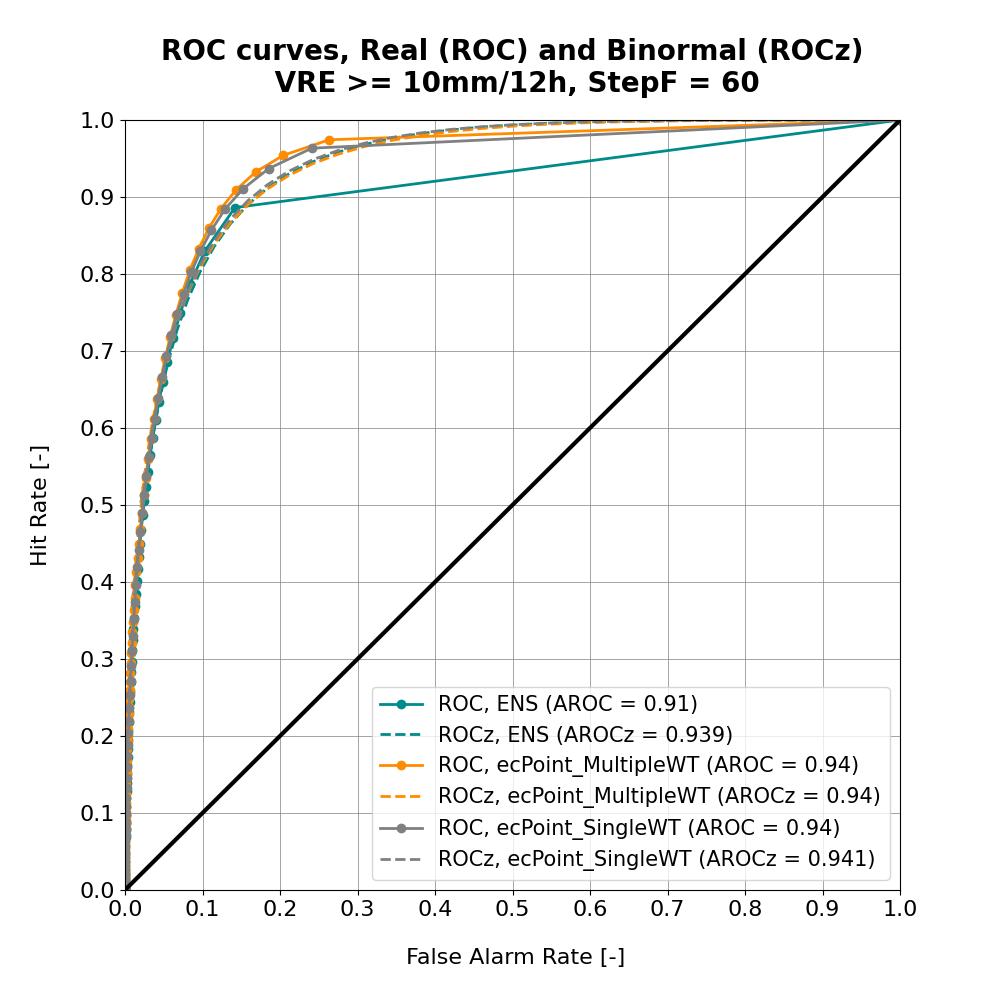 ROC curves, Real (ROC) and Binormal (ROCz)
VRE >= 10mm/12h, StepF = 60
1.0
0.9
0.8
0.7
0.6
0.5
0.4
0.3
0.2
0.1
0.0
Hit Rate [-]
ROC, ENS (AROC = 0.91)
ROCz, ENS (AROCz = 0.939)
ROC, ecPoint_MultipleWT (AROC = 0.94)
ROCz, ecPoint_MultipleWT (AROCz = 0.94)
ROC, ecPoint_SingleWT (AROC = 0.94)
ROCz, ecPoint_SingleWT (AROCz = 0.941)
0.0 0.1 0.2 0.3 0.4 0.5 0.6 0.7 0.8 0.9 1.0
False Alarm Rate [-]